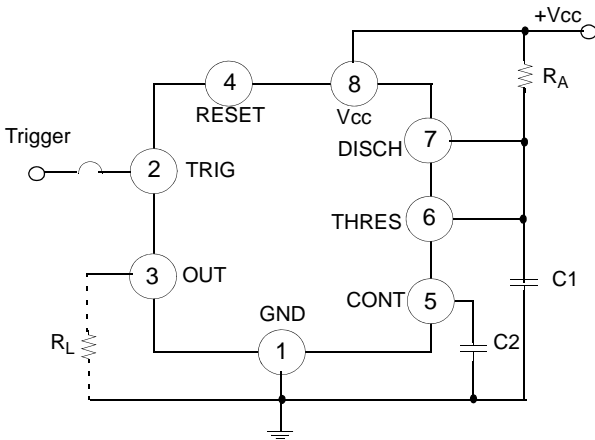 +Vcc
4
8
RA
RESET
Vcc
Trigger
7
DISCH
2
TRIG
6
THRES
3
OUT
C1
GND
CONT
5
RL
1
C2